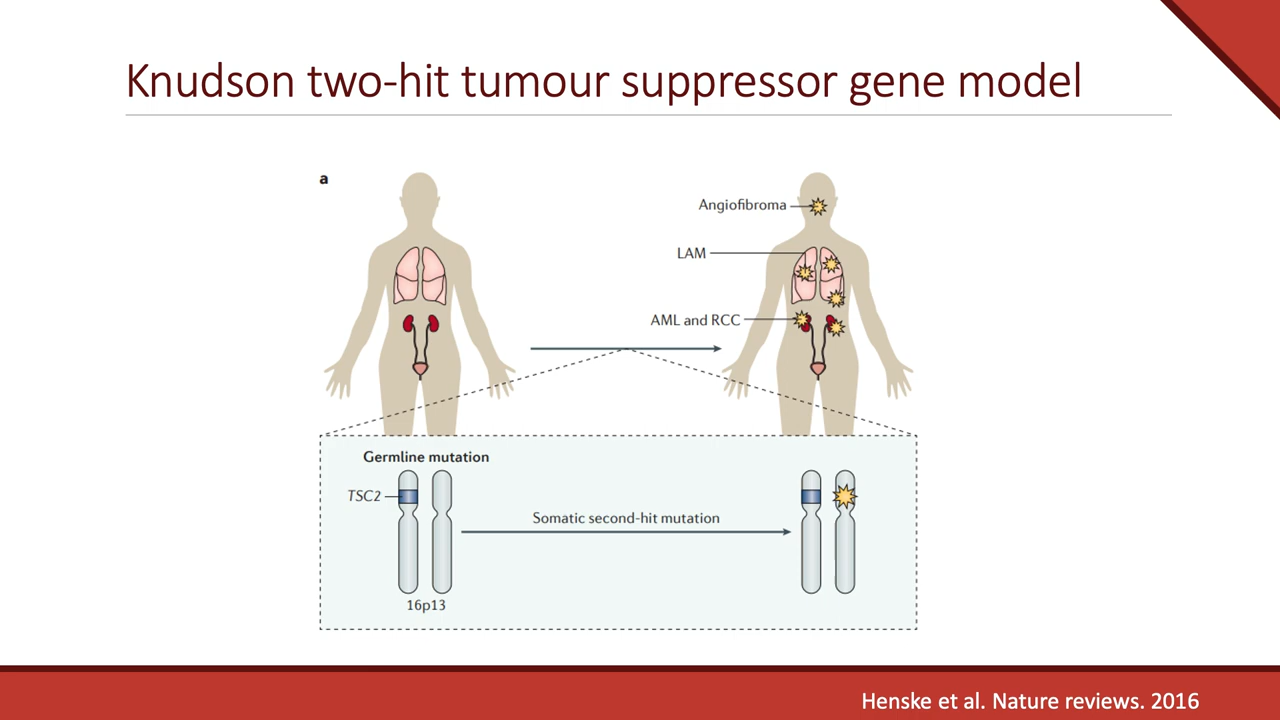 Knudson two-hit tumour suppressor gene model
a
Angiofibroma
LAM
AML and RCC
Germline mutation
TSC2
Somatic second-hit mutation
16p13
Henske et al. Nature reviews. 2016